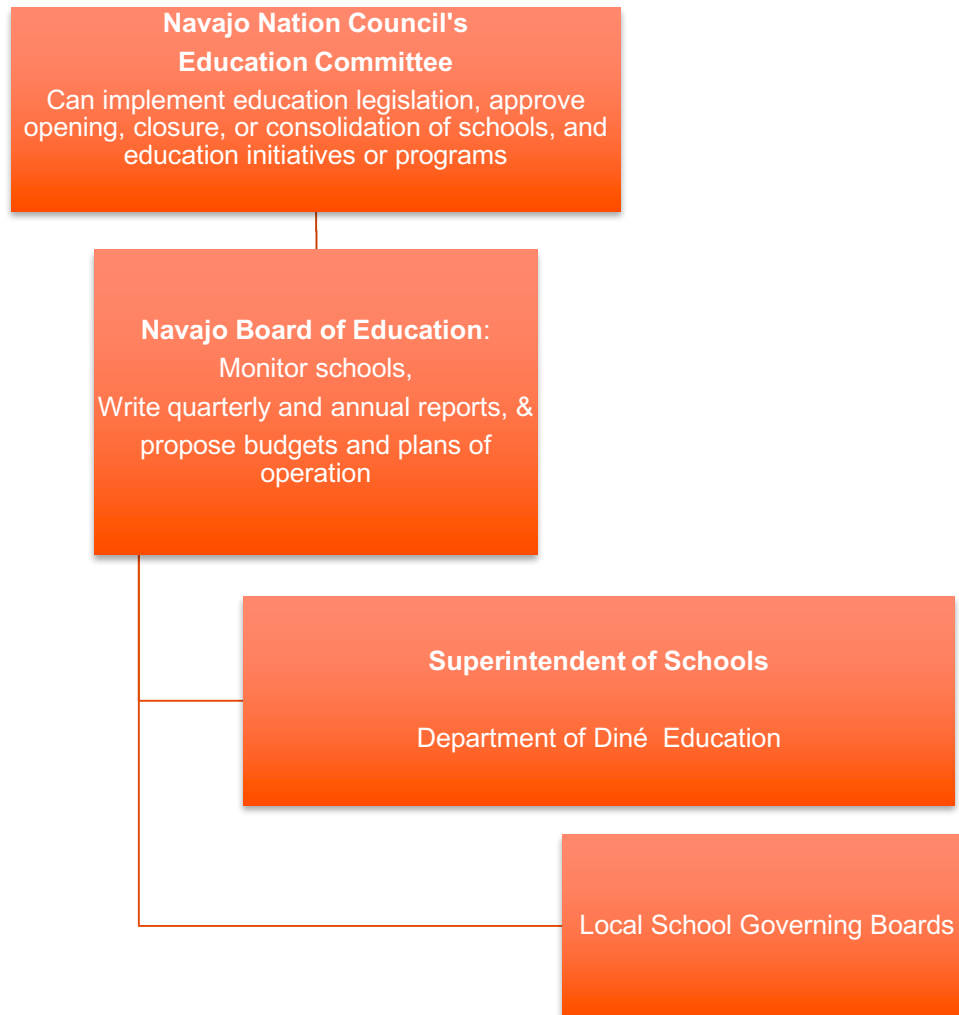 Navajo Nation Council's
Education Committee
Can implement education legislation, approve
opening, closure, or consolidation of schools, and
education initiatives or programs
Navajo Board of Education:
Monitor schools,
Write quarterly and annual reports, &
propose budgets and plans of
operation
Superintendent of Schools
Department of Diné  Education
Local School Governing Boards